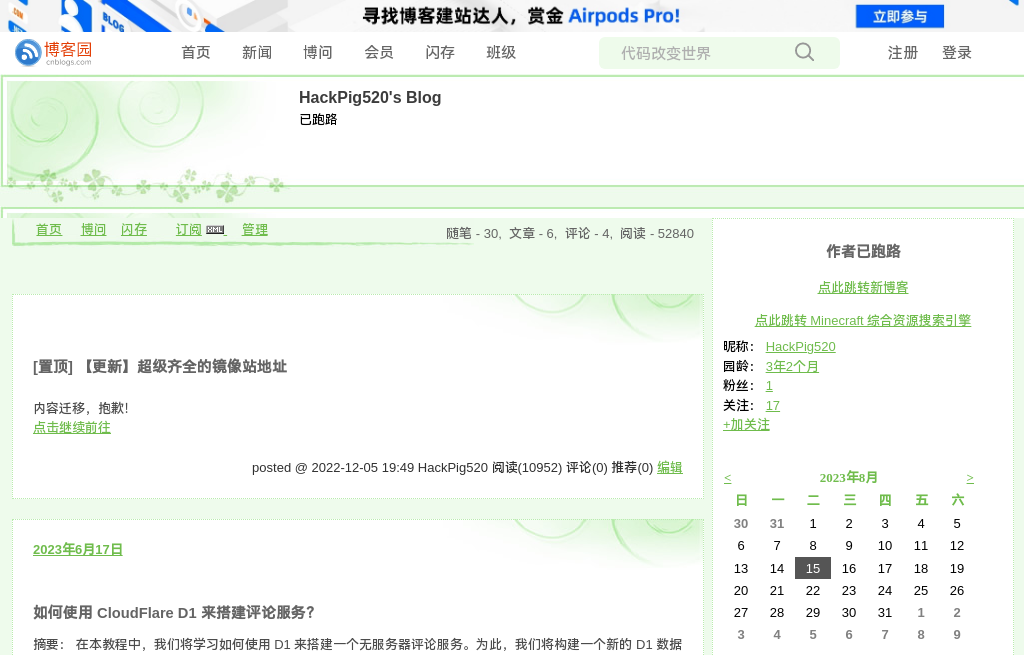 寻找博客建站达人，赏金 Airpods Pro!
立即参与
BLOG
博客园
cnblogs.com
首页 新闻 博问 会员 闪存 班级
代码改变世界
注册 登录
HackPig520's Blog
已跑路
首页 博问 闪存 订阅 XML 管理
随笔 - 30, 文章 - 6, 评论 - 4, 阅读 - 52840
[置顶] 【更新】超级齐全的镜像站地址
内容迁移，抱歉！
点击继续前往
posted @ 2022-12-05 19:49 HackPig520 阅读(10952) 评论(0) 推荐(0) 编辑
2023年6月17日
如何使用 CloudFlare D1 来搭建评论服务？
摘要： 在本教程中，我们将学习如何使用 D1 来搭建一个无服务器评论服务。为此，我们将构建一个新的 D1 数据
作者已跑路
点此跳转新博客
点此跳转 Minecraft 综合资源搜索引擎
昵称： HackPig520
园龄： 3年2个月
粉丝： 1
关注： 17
+加关注
< 2023年8月 >
日 一 二 三 四 五 六
30 31 1 2 3 4 5
6 7 8 9 10 11 12
13 14 15 16 17 18 19
20 21 22 23 24 25 26
27 28 29 30 31 1 2
3 4 5 6 7 8 9